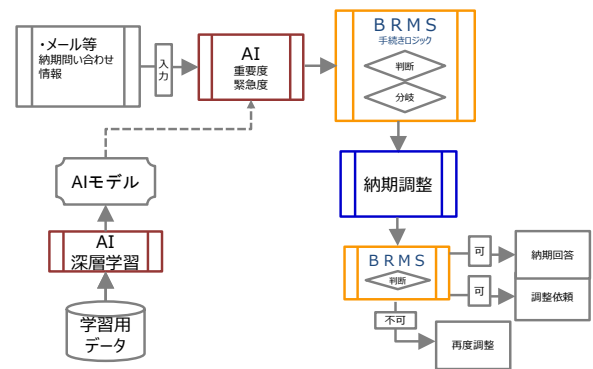 ・メール等
納期問い合わせ
情報
入
力
AI
重要度
緊急度
BRMS
手続きロジック
判断
分岐
AIモデル
納期調整
AI
深層学習
BRMS
判断
可
納期回答
可
調整依頼
不可
再度調整
学習用
データ